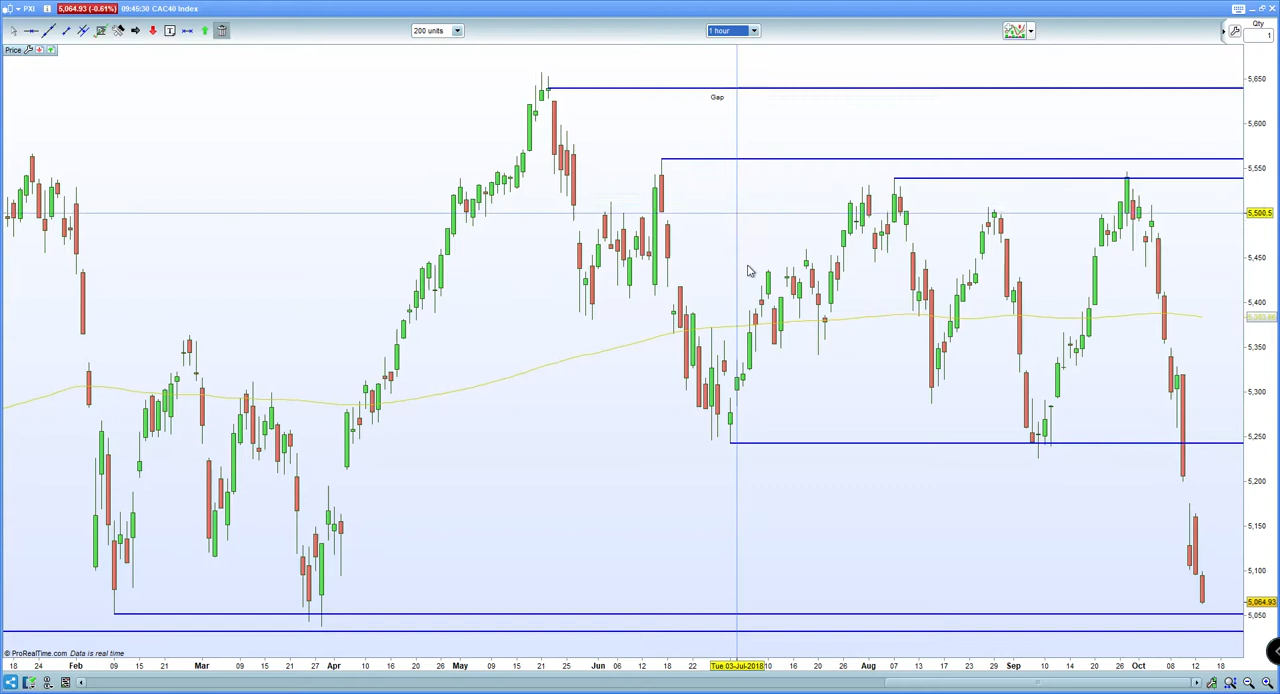 PXI 5,064.93 (-0.61%) 09:45:30 CAC40 Index
Qty
200 units 1 hour 1
Price
5,650
Gap
5,600
5,550
5,500.5
5,450
5,400
5,350
5,300
5,250
5,200
5,150
5,100
5,064.93
5,050
© ProRealTime.com Data is real time
18 24 Feb 09 15 21 Mar 09 15 21 27 Apr 10 16 20 26 May 09 15 21 Jun 06 12 18 22 Tue 03-Jul-2018 10 16 20 26 Aug 07 13 17 23 29 Sep 10 14 20 26 Oct 08 12 18